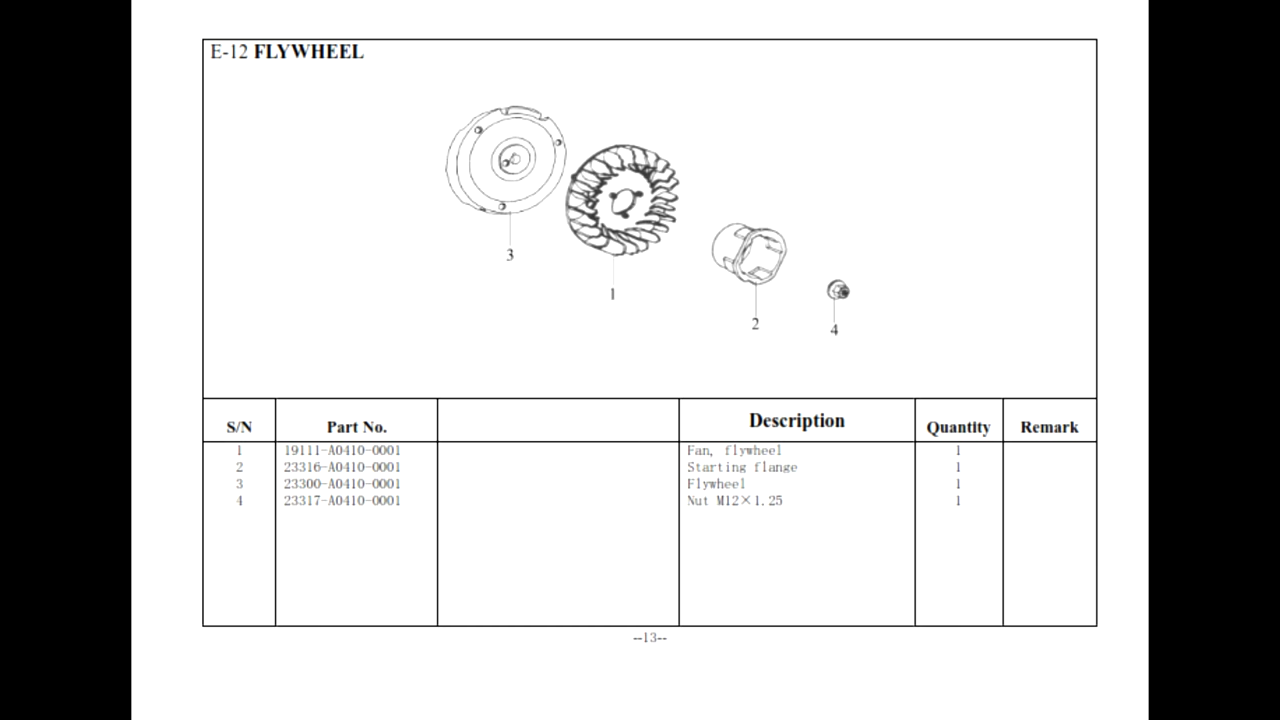 E-12 FLYWHEEL
3
1
2
4
S/N Part No. Description Quantity Remark
1 19111-A0410-0001 Fan, flywheel 1
2 23316-A0410-0001 Starting flange 1
3 23300-A0410-0001 Flywheel 1
4 23317-A0410-0001 Nut M12×1.25 1
--13--